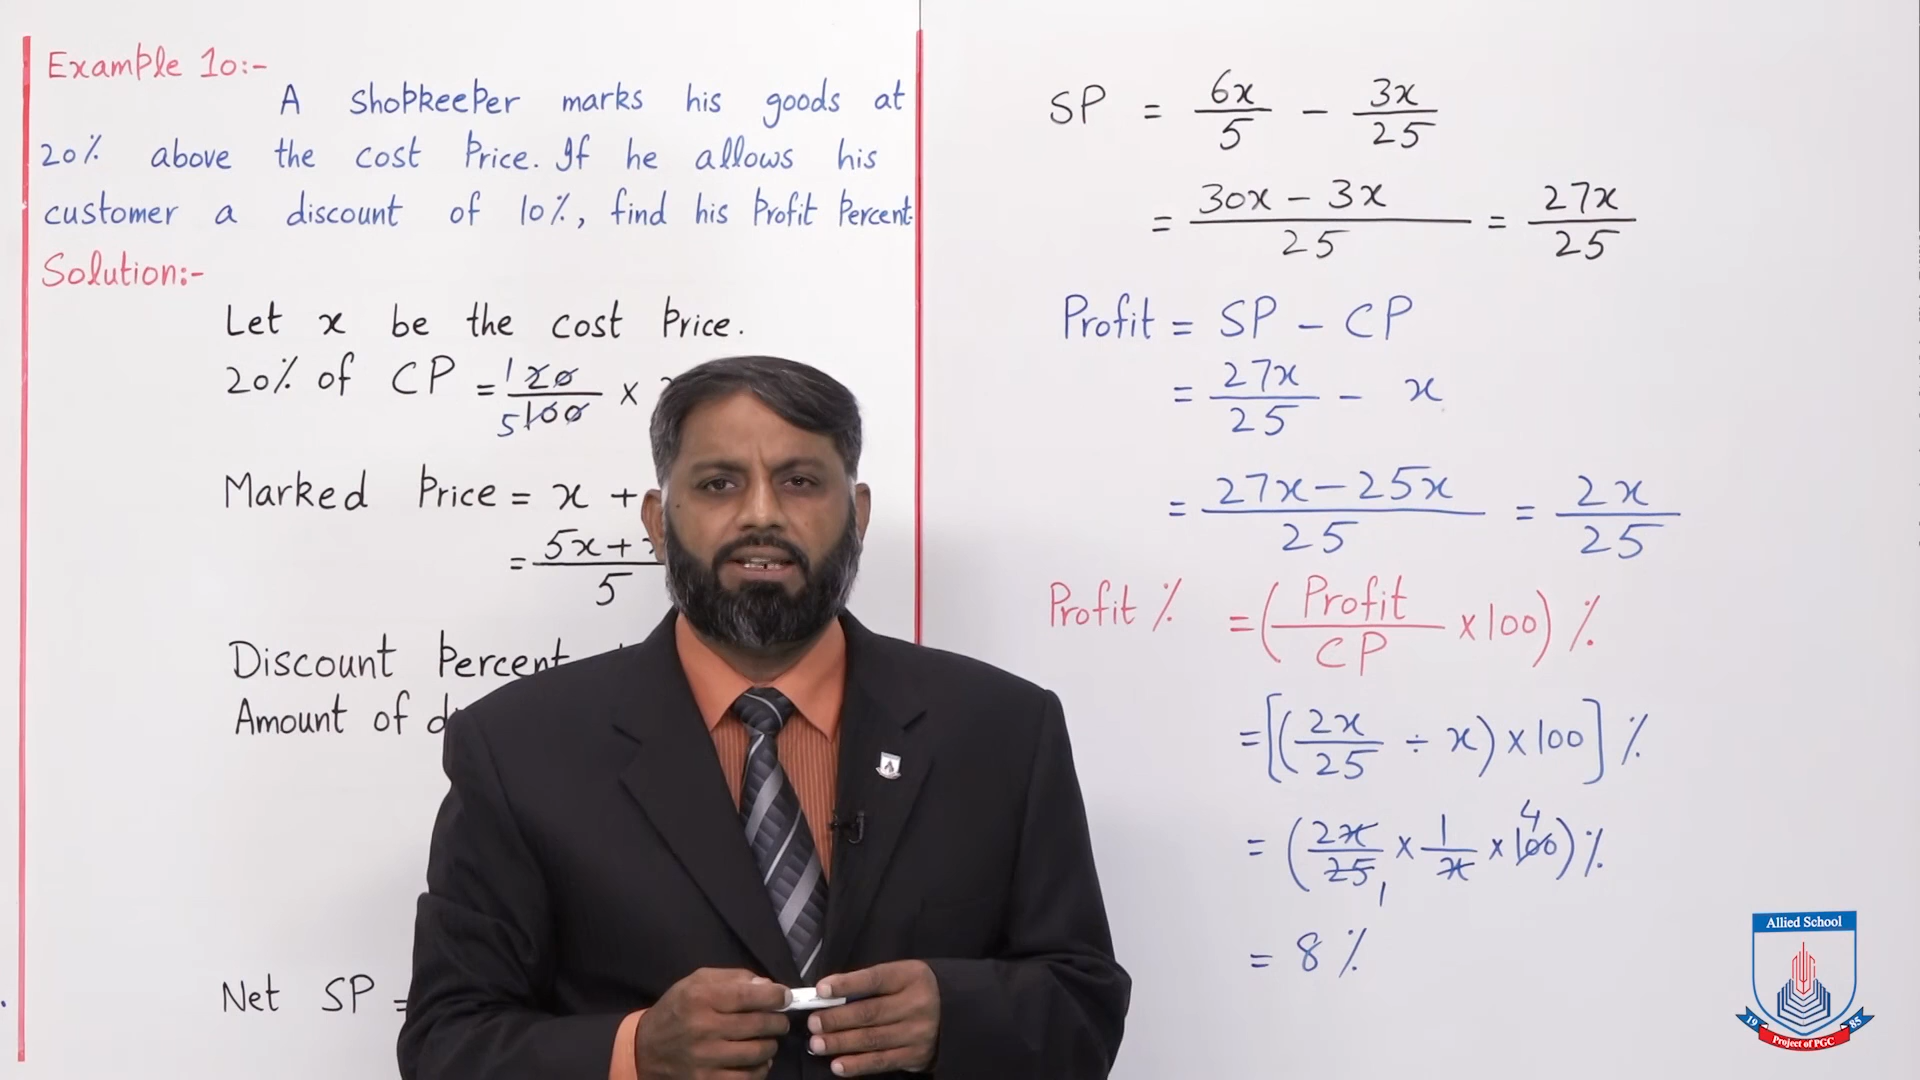 Example 10:-
A shopkeeper marks his goods at
20% above the cost Price. If he allows his
customer a discount of 10%, find his Profit Percent.
Solution:-
Let x be the cost Price.
20% of CP = 1 20/5 100 ×
Marked Price = x +
= 5x + /5
Discount Percent
Amount of
Net SP =
SP = 6x/5 - 3x/25
= 30x - 3x/25 = 27x/25
Profit = SP - CP
= 27x/25 - x
= 27x - 25x/25 = 2x/25
Profit % = (Profit/CP × 100) %
= [(2x/25 ÷ x) × 100] %
= (2x/25 1 × 1/x × 100 4) %
= 8 %
Allied School
19 85
Project of PGC